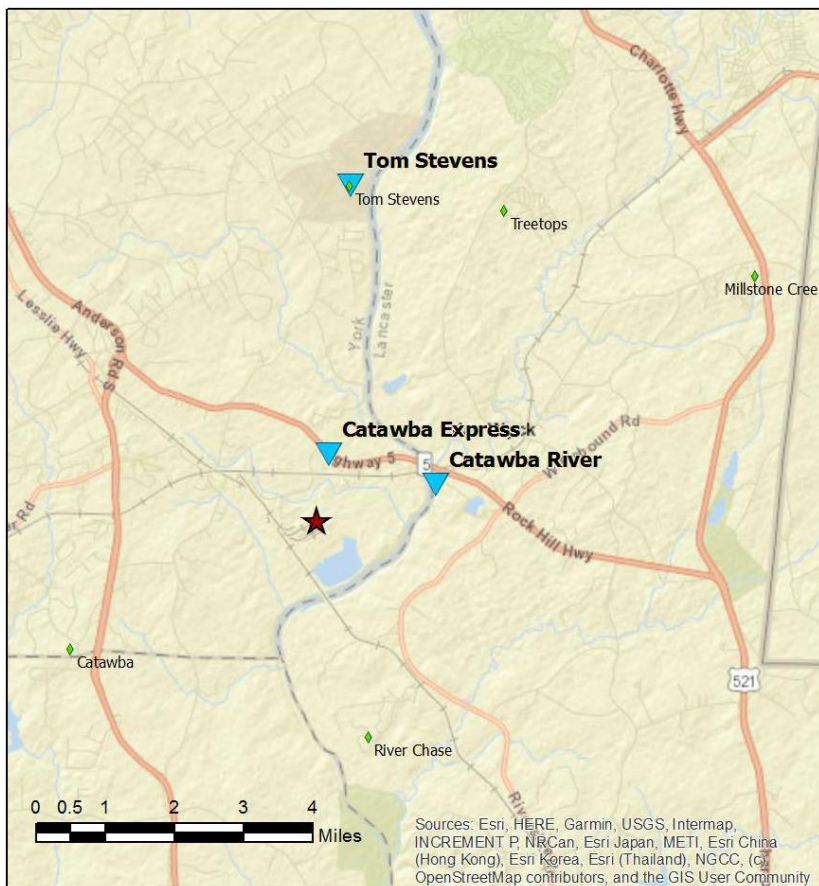 Charlotte Hwy
Tom Stevens
Tom Stevens
Treetops
Millstone Cree
York
Lancaster
Anderson Rd S
Lesslie Hwy
Catawba Express
ghway 5
5
Catawba River
Rd
er Rd
Rock Hill Hwy
Catawba
521
River Chase
0 0.5 1 2 3 4
Miles
Sources: Esri, HERE, Garmin, USGS, Intermap,
INCREMENT P, NRCan, Esri Japan, METI, Esri China
(Hong Kong), Esri Korea, Esri (Thailand), NGCC, (c)
OpenStreetMap contributors, and the GIS User Community